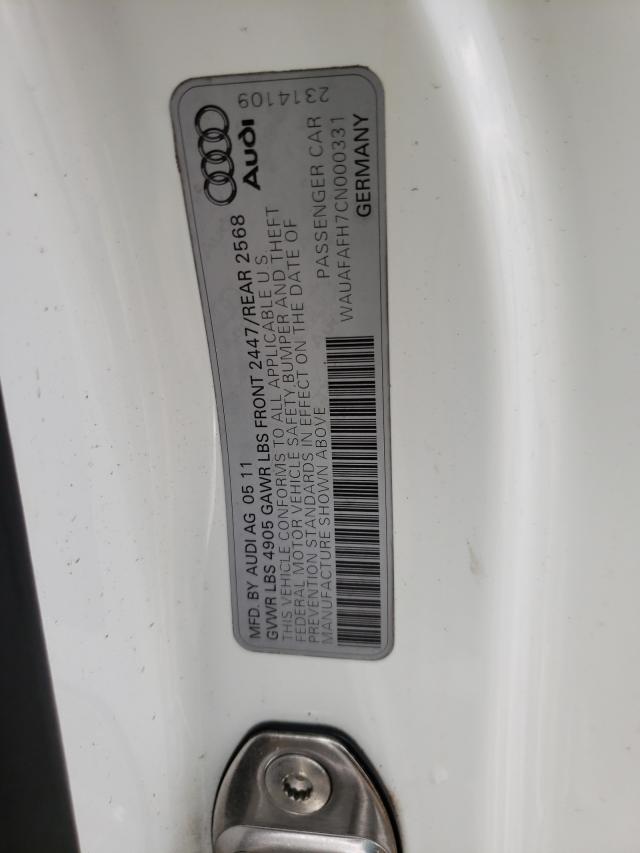 MFD. BY AUDI AG 05 11
GVWR LBS 4905 GAWR LBS FRONT 2447/REAR 2568
THIS VEHICLE CONFORMS TO ALL APPLICABLE U S
FEDERAL MOTOR VEHICLE SAFETY BUMPER AND THEFT
PREVENTION STANDARDS IN EFFECT ON THE DATE OF
MANUFACTURE SHOWN ABOVE
PASSENGER CAR
WAUAFAFH7CN000331
GERMANY
Audi
2314109